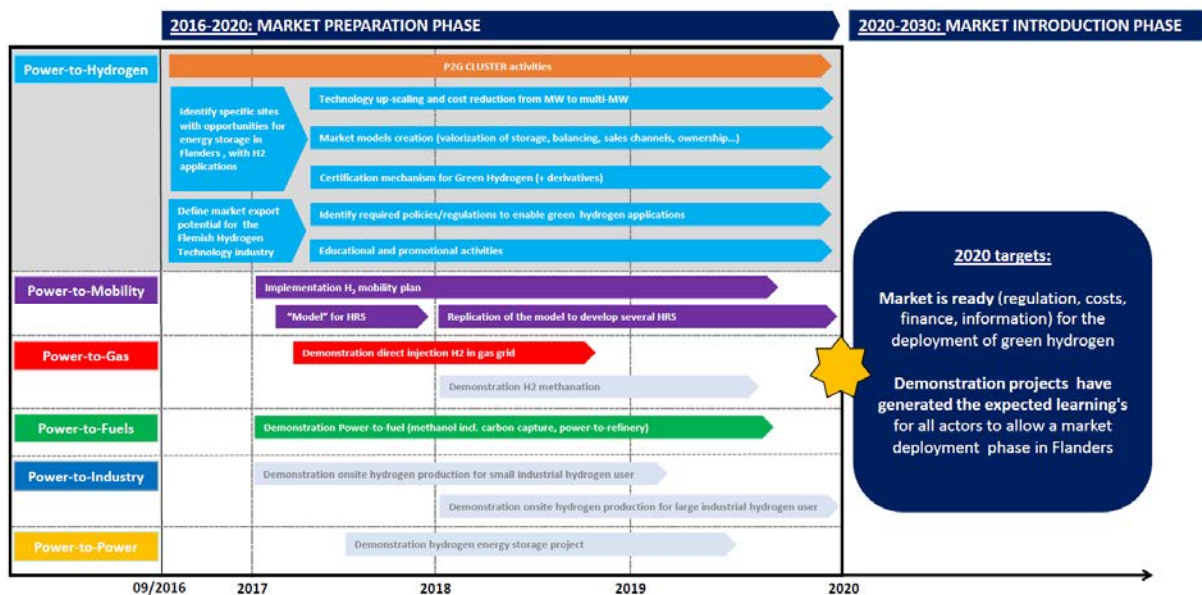 2016-2020: MARKET PREPARATION PHASE
2020-2030: MARKET INTRODUCTION PHASE
Power-to-Hydrogen
P2G CLUSTER activities
Identify specific sites
with opportunities for
energy storage in
Flanders , with H2
applications
Technology up-scaling and cost reduction from MW to multi-MW
Market models creation (valorization of storage, balancing, sales channels, ownership...)
Certification mechanism for Green Hydrogen (+ derivatives)
Define market export
potential for the
Flemish Hydrogen
Technology industry
Identify required policies/regulations to enable green hydrogen applications
Educational and promotional activities
Power-to-Mobility
Implementation H2 mobility plan
"Model" for HRS
Replication of the model to develop several HRS
Power-to-Gas
Demonstration direct injection H2 in gas grid
Demonstration H2 methanation
Power-to-Fuels
Demonstration Power-to-fuel (methanol incl. carbon capture, power-to-refinery)
Power-to-Industry
Demonstration onsite hydrogen production for small industrial hydrogen user
Demonstration onsite hydrogen production for large industrial hydrogen user
Power-to-Power
Demonstration hydrogen energy storage project
2020 targets:
Market is ready (regulation, costs,
finance, information) for the
deployment of green hydrogen
Demonstration projects have
generated the expected learning's
for all actors to allow a market
deployment phase in Flanders
09/2016
2017
2018
2019
2020